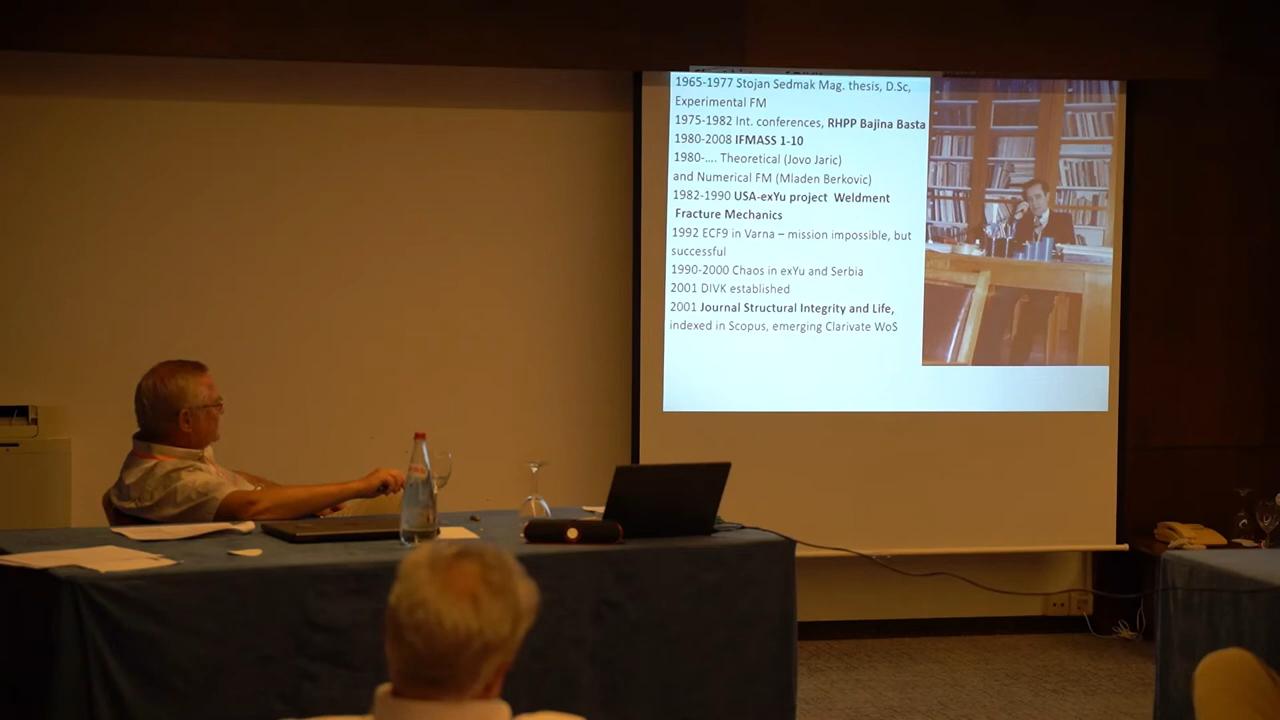 1965-1977 Stojan Sedmak Mag. thesis, D.Sc,
Experimental FM
1975-1982 Int. conferences, RHPP Bajina Basta
1980-2008 IFMASS 1-10
1980-.... Theoretical (Jovo Jaric)
and Numerical FM (Mladen Berkovic)
1982-1990 USA-exYu project Weldment
Fracture Mechanics
1992 ECF9 in Varna – mission impossible, but
successful
1990-2000 Chaos in exYu and Serbia
2001 DIVK established
2001 Journal Structural Integrity and Life,
indexed in Scopus, emerging Clarivate WoS